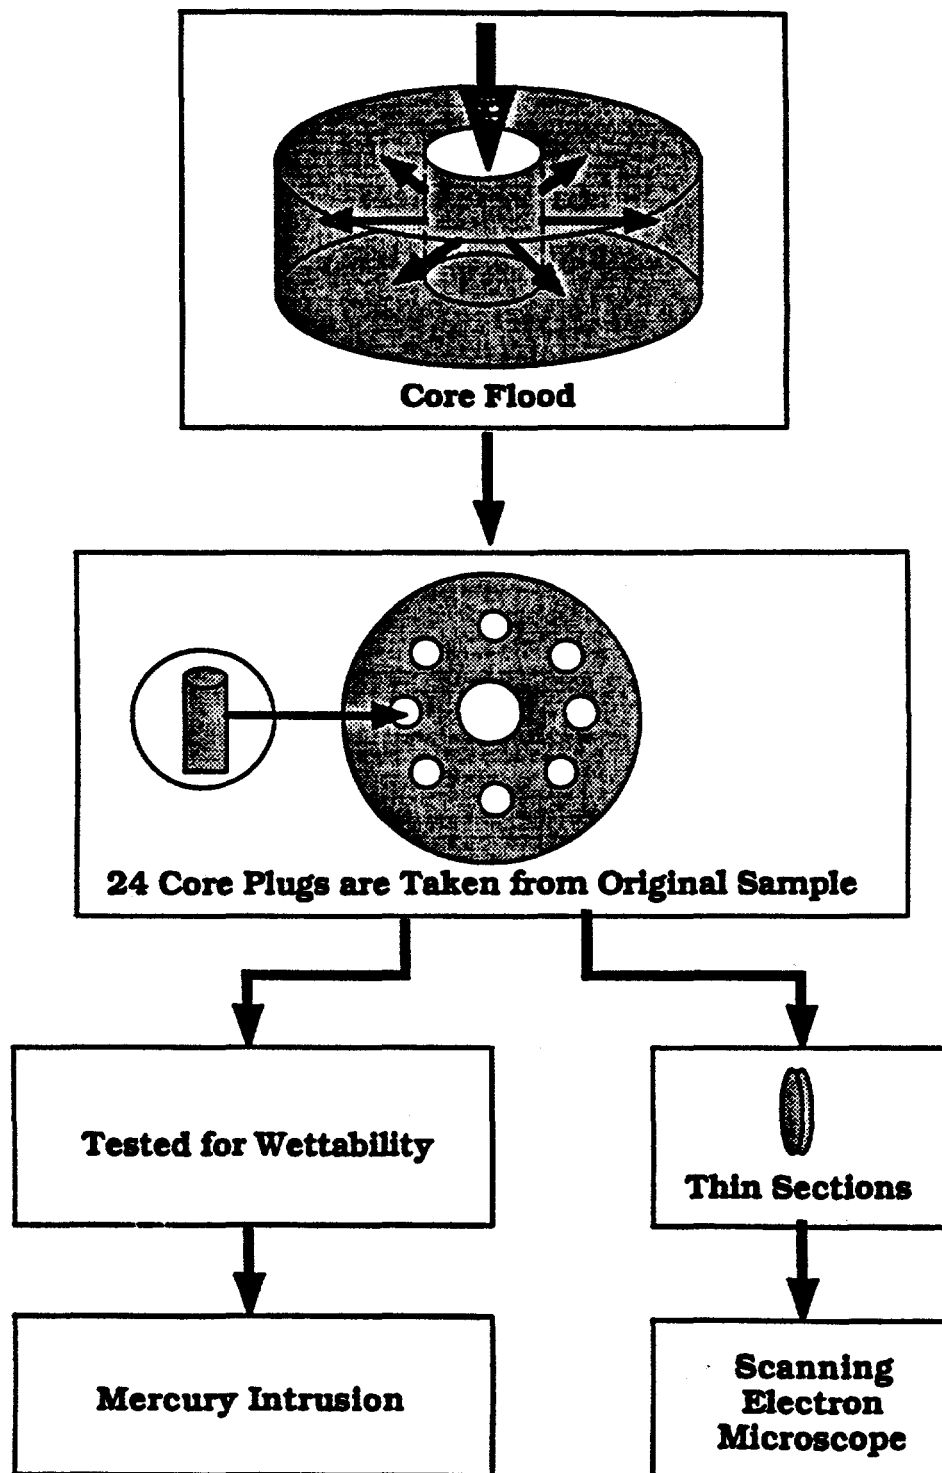 Core Flood
24 Core Plugs are Taken from Original Sample
Tested for Wettability
Thin Sections
Mercury Intrusion
Scanning
Electron
Microscope